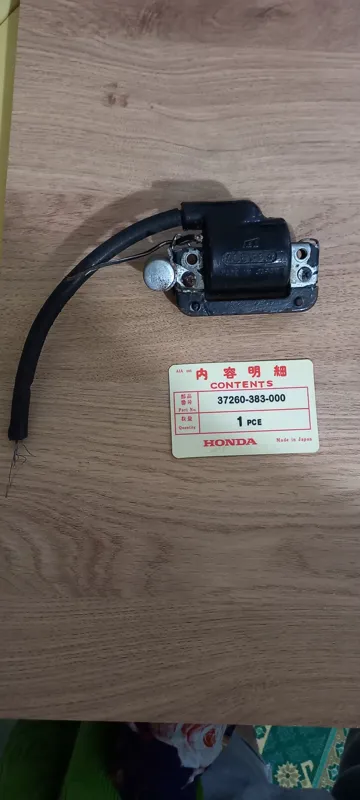 内容明細
CONTENTS
部品番号
Part No.
37260-383-000
数量
Quantity
1 PCE
HONDA
Made in Japan